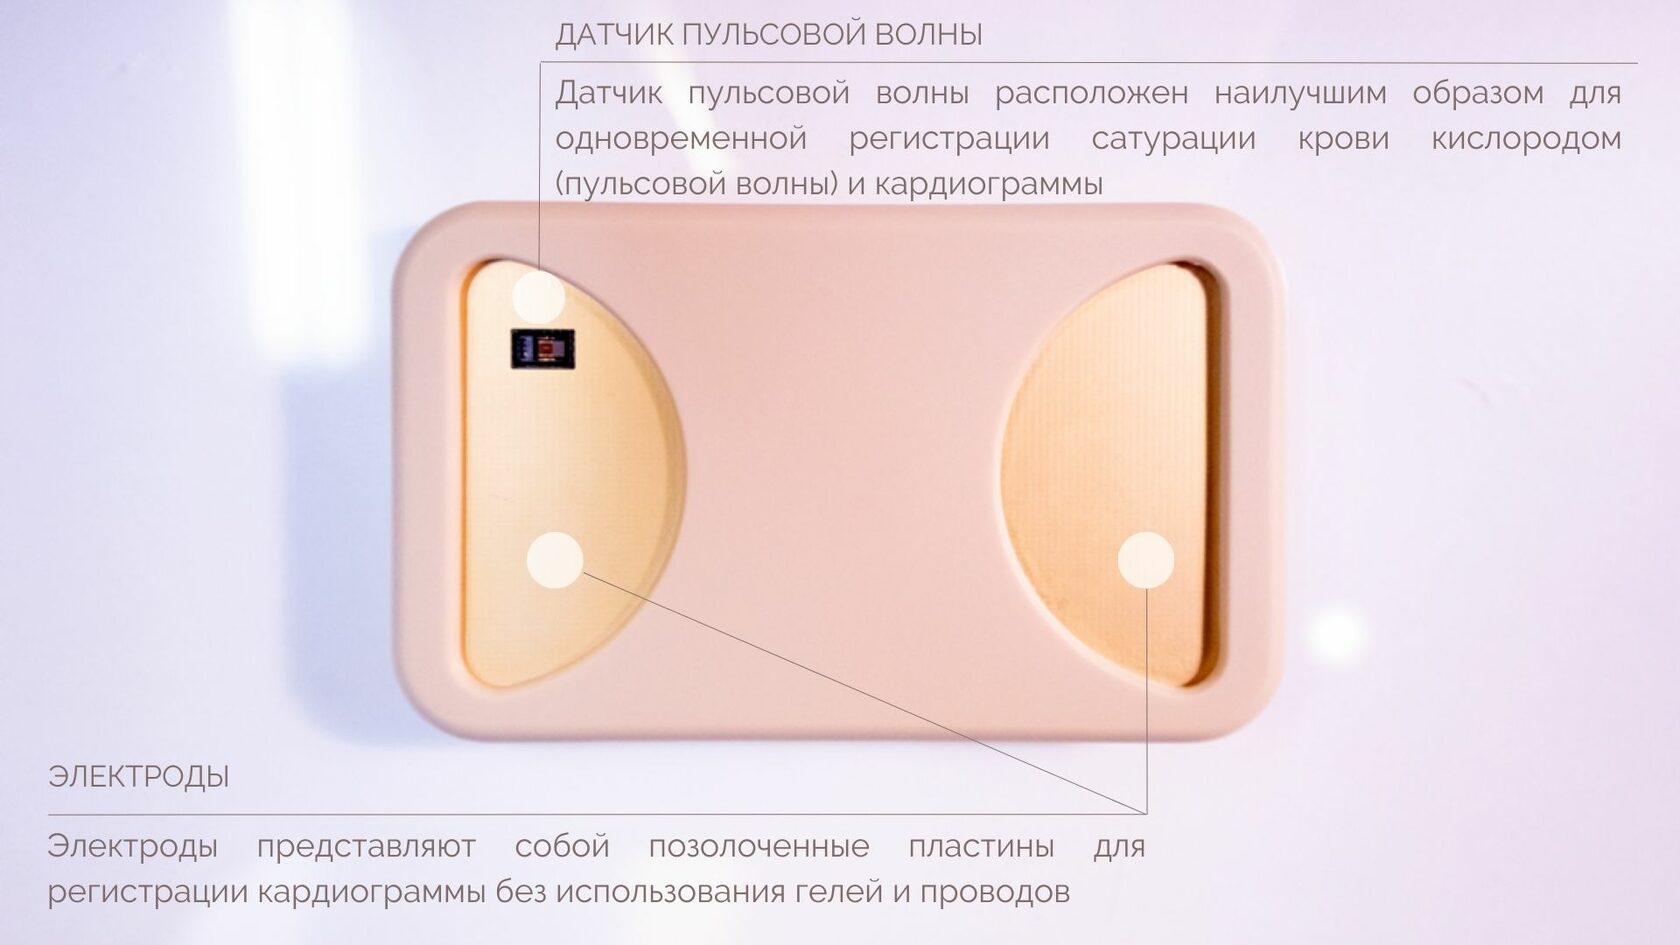 ДАТЧИК ПУЛЬСОВОЙ ВОЛНЫ
Датчик пульсовой волны расположен наилучшим образом для
одновременной регистрации сатурации крови кислородом
(пульсовой волны) и кардиограммы
ЭЛЕКТРОДЫ
Электроды представляют собой позолоченные пластины для
регистрации кардиограммы без использования гелей и проводов